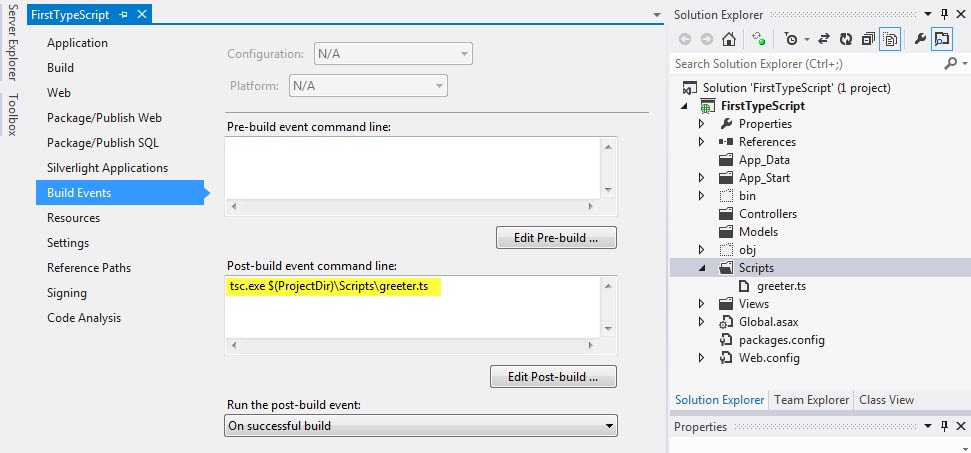 Server Explorer
Toolbox
FirstTypeScript
Application
Build
Web
Package/Publish Web
Package/Publish SQL
Silverlight Applications
Build Events
Resources
Settings
Reference Paths
Signing
Code Analysis
Configuration: N/A
Platform: N/A
Pre-build event command line:
Edit Pre-build ...
Post-build event command line:
tsc.exe $(ProjectDir)\Scripts\greeter.ts
Edit Post-build ...
Run the post-build event:
On successful build
Solution Explorer
Search Solution Explorer (Ctrl+;)
Solution 'FirstTypeScript' (1 project)
FirstTypeScript
Properties
References
App_Data
App_Start
bin
Controllers
Models
obj
Scripts
greeter.ts
Views
Global.asax
packages.config
Web.config
Solution Explorer Team Explorer Class View
Properties